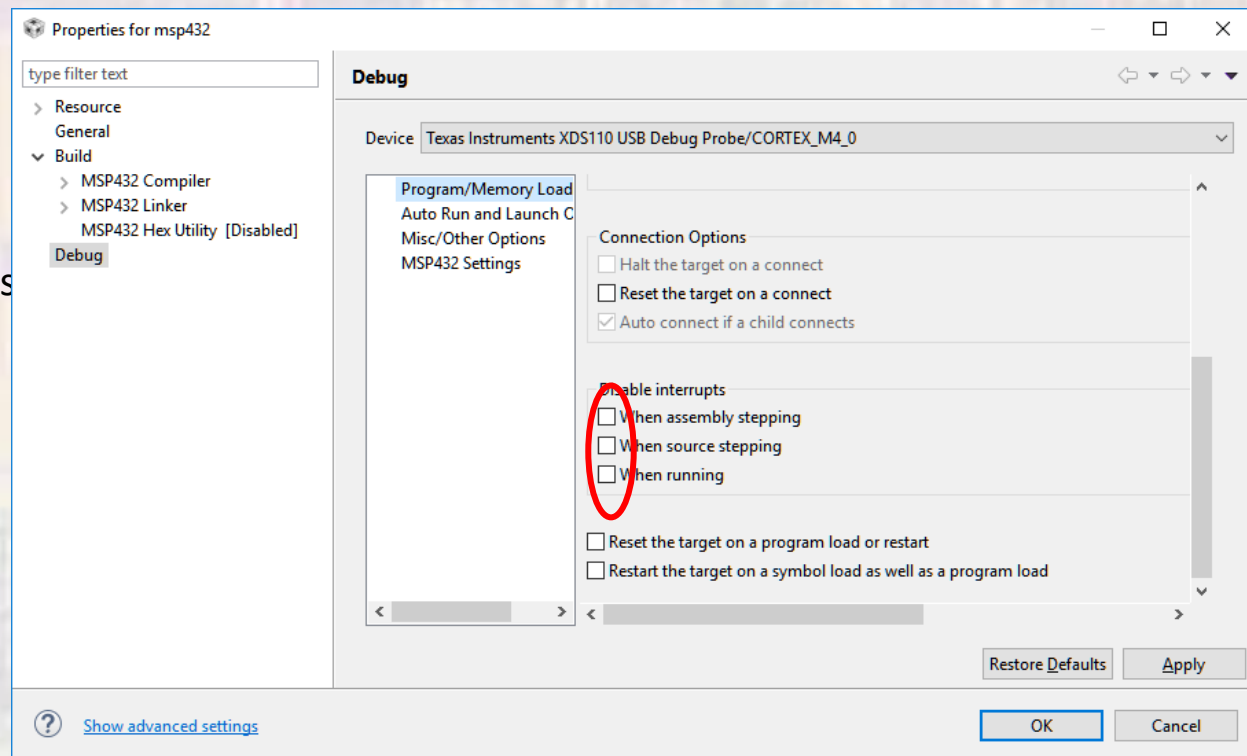 Properties for msp432
type filter text
Resource
General
Build
MSP432 Compiler
MSP432 Linker
MSP432 Hex Utility [Disabled]
Debug
s
Debug
Device Texas Instruments XDS110 USB Debug Probe/CORTEX_M4_0
Program/Memory Load
Auto Run and Launch O
Misc/Other Options
MSP432 Settings
Connection Options
Halt the target on a connect
Reset the target on a connect
Auto connect if a child connects
Disable interrupts
When assembly stepping
When source stepping
When running
Reset the target on a program load or restart
Restart the target on a symbol load as well as a program load
Restore Defaults Apply
? Show advanced settings
OK Cancel